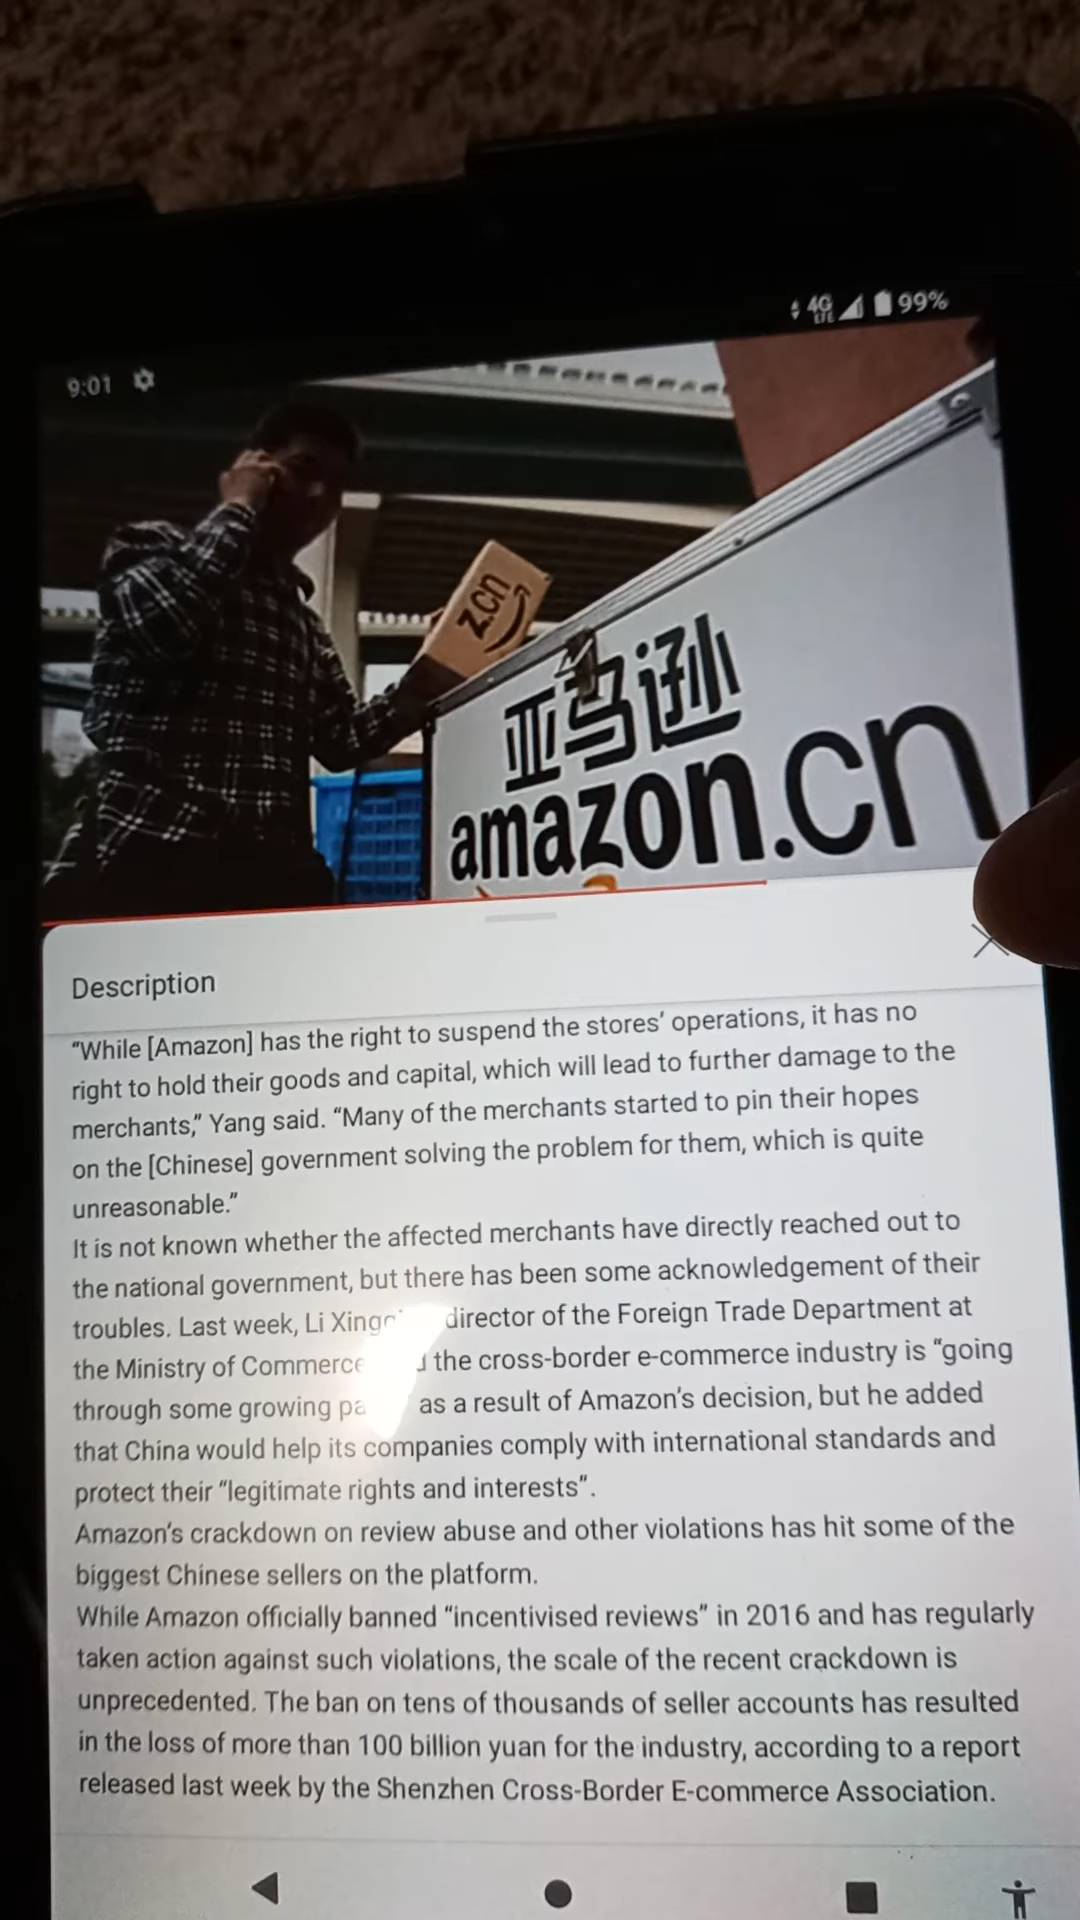 4G
LTE
99%
9:01
z.cn
亚马逊
amazon.cn
Description
“While [Amazon] has the right to suspend the stores’ operations, it has no
right to hold their goods and capital, which will lead to further damage to the
merchants,” Yang said. “Many of the merchants started to pin their hopes
on the [Chinese] government solving the problem for them, which is quite
unreasonable.”
It is not known whether the affected merchants have directly reached out to
the national government, but there has been some acknowledgement of their
troubles. Last week, Li director of the Foreign Trade Department at
the Ministry of Commerce the cross-border e-commerce industry is “going
through some growing as a result of Amazon’s decision, but he added
that China would help its companies comply with international standards and
protect their “legitimate rights and interests”.
Amazon’s crackdown on review abuse and other violations has hit some of the
biggest Chinese sellers on the platform.
While Amazon officially banned “incentivised reviews” in 2016 and has regularly
taken action against such violations, the scale of the recent crackdown is
unprecedented. The ban on tens of thousands of seller accounts has resulted
in the loss of more than 100 billion yuan for the industry, according to a report
released last week by the Shenzhen Cross-Border E-commerce Association.